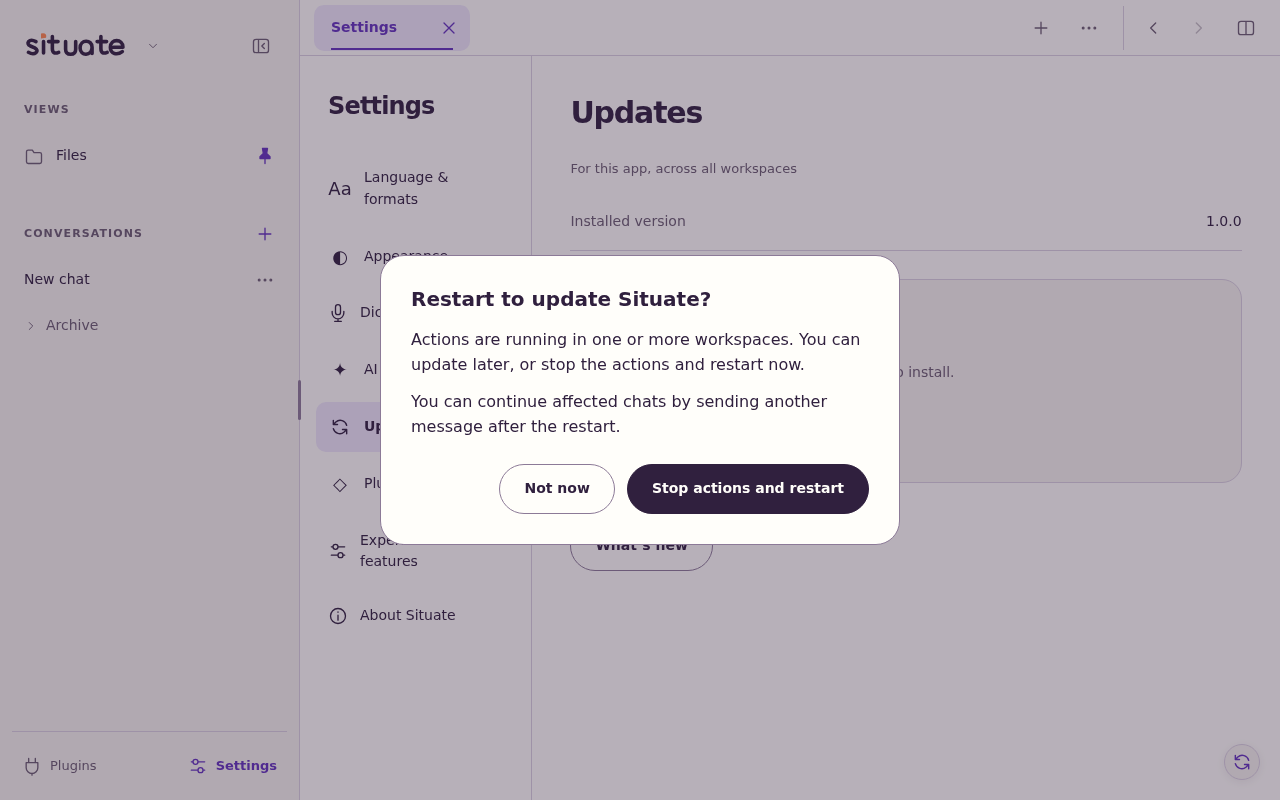 situate
VIEWS
Files
CONVERSATIONS
New chat
Archive
Plugins
Settings
Settings
Settings
Aa
Language &
formats
AI
Features
About Situate
Updates
For this app, across all workspaces
Installed version
1.0.0
install.
Restart to update Situate?
Actions are running in one or more workspaces. You can
update later, or stop the actions and restart now.
You can continue affected chats by sending another
message after the restart.
Not now
Stop actions and restart
What's new